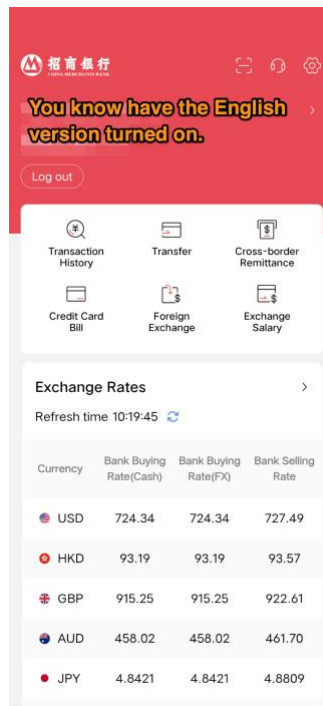 招商银行
CHINA MERCHANTS BANK
You know have the English
version turned on.
Log out
Transaction
History
Transfer
Cross-border
Remittance
Credit Card
Bill
Foreign
Exchange
Exchange
Salary
Exchange Rates
Refresh time 10:19:45
Currency
Bank Buying
Rate(Cash)
Bank Buying
Rate(FX)
Bank Selling
Rate
USD 724.34 724.34 727.49
HKD 93.19 93.19 93.57
GBP 915.25 915.25 922.61
AUD 458.02 458.02 461.70
JPY 4.8421 4.8421 4.8809